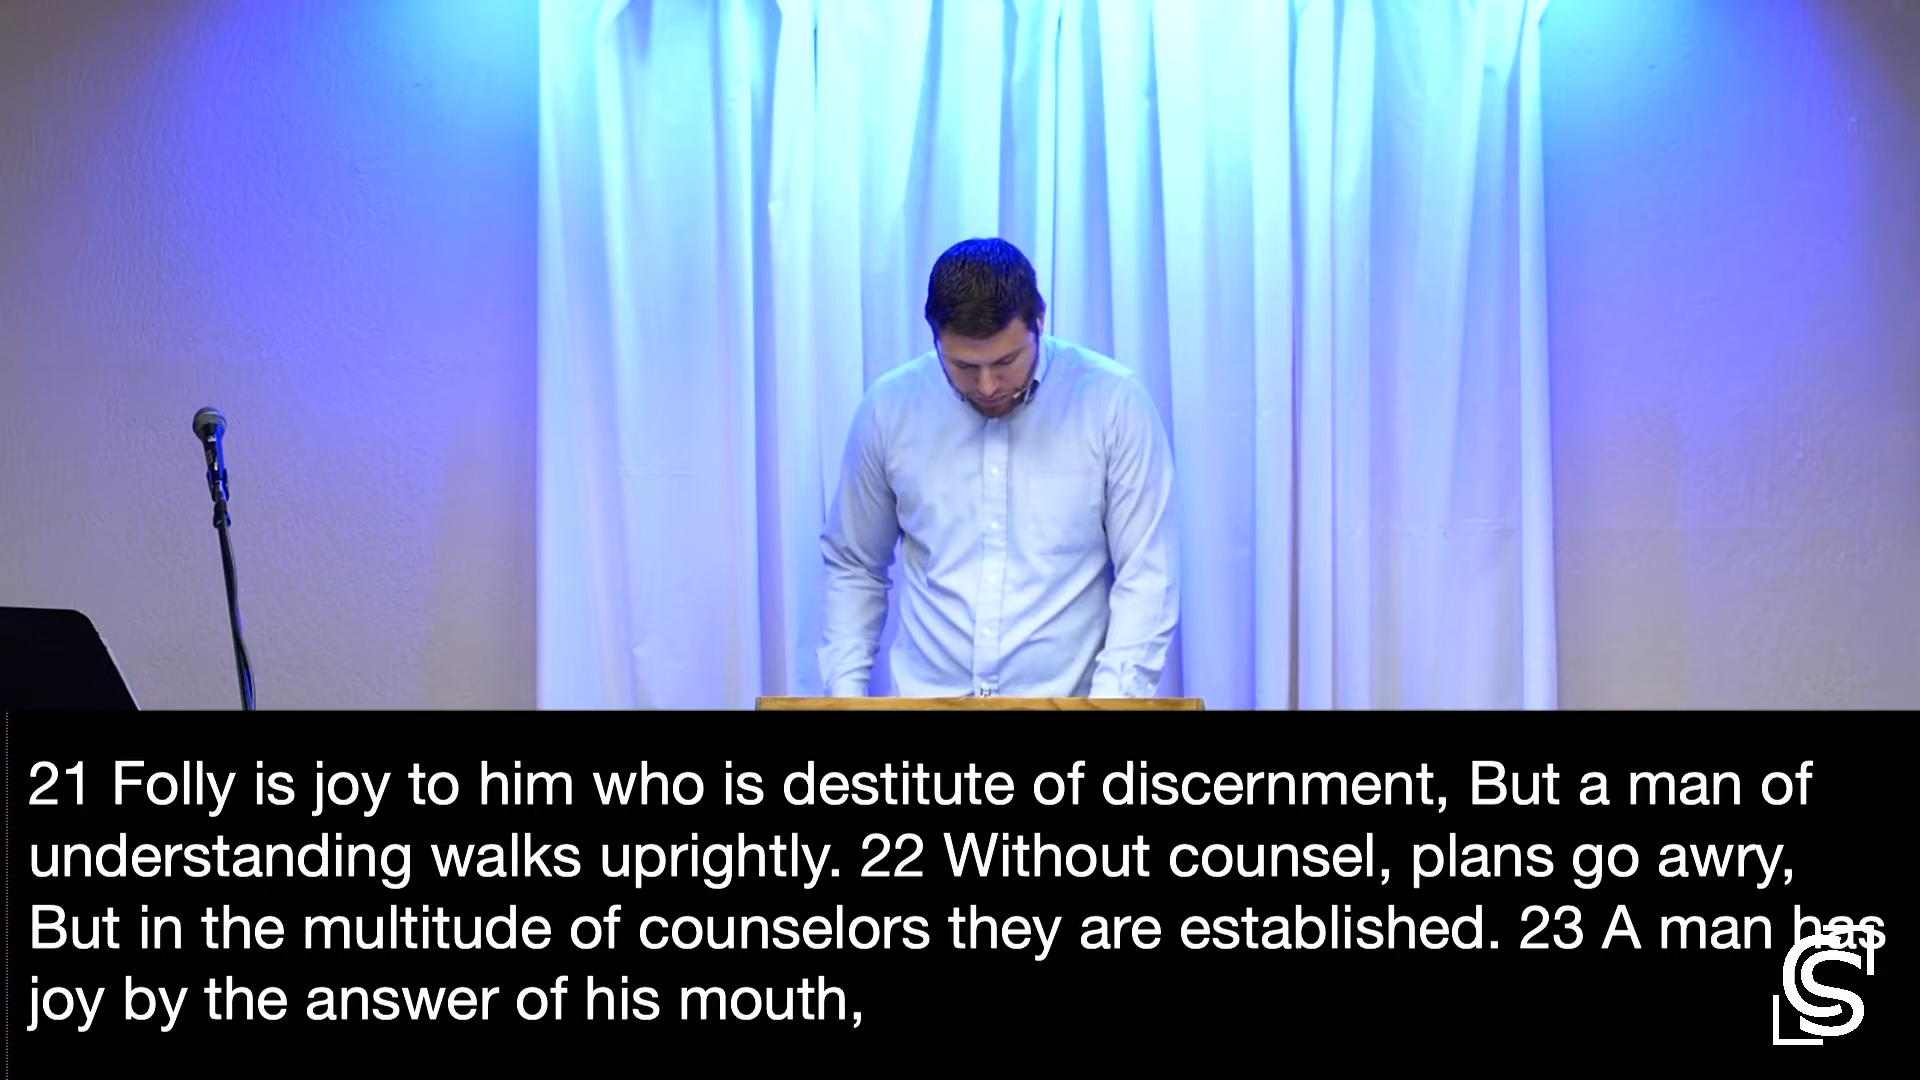 21 Folly is joy to him who is destitute of discernment, But a man of
understanding walks uprightly. 22 Without counsel, plans go awry,
But in the multitude of counselors they are established. 23 A man has
joy by the answer of his mouth,